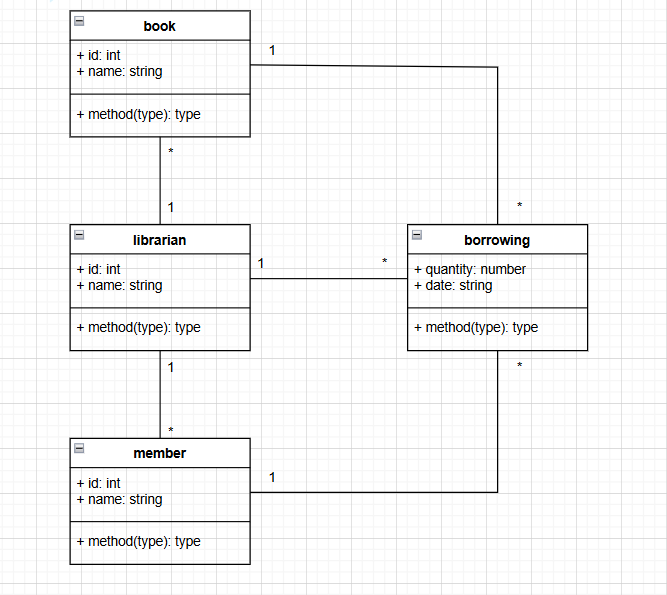 book
+ id: int
+ name: string
+ method(type): type
1
*
*
1
librarian
+ id: int
+ name: string
+ method(type): type
1
*
borrowing
+ quantity: number
+ date: string
+ method(type): type
1
*
*
member
+ id: int
+ name: string
+ method(type): type
1